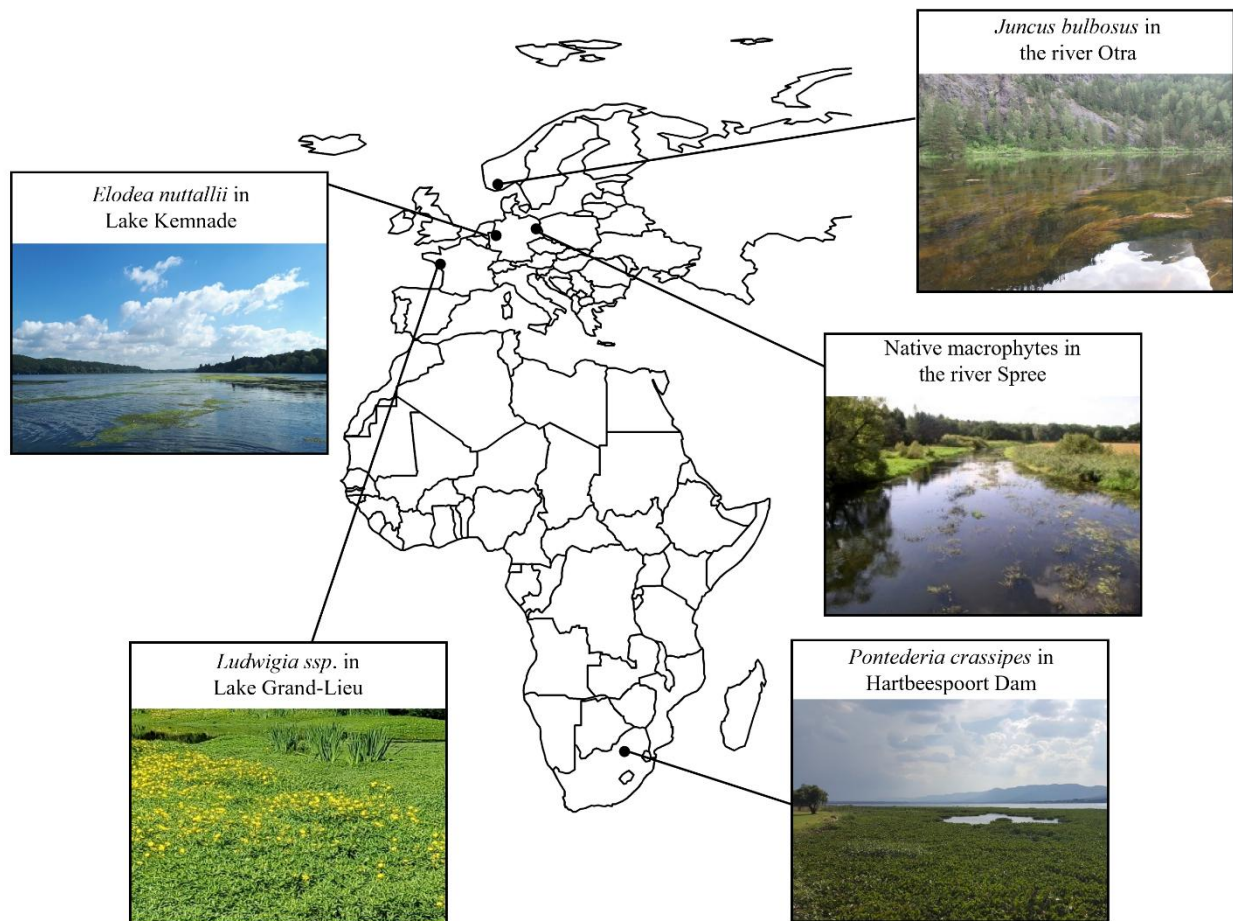 Juncus bulbosus in
the river Otra
Elodea nuttallii in
Lake Kemnade
Native macrophytes in
the river Spree
Ludwigia ssp. in
Lake Grand-Lieu
Pontederia crassipes in
Hartbeespoort Dam